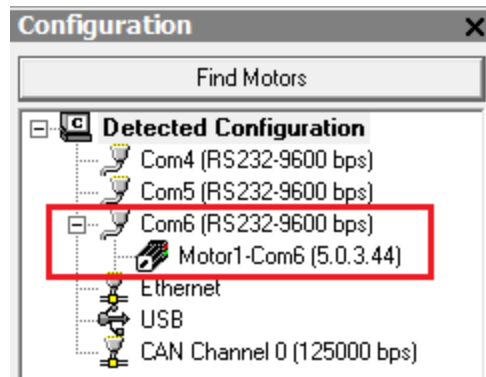 Configuration
Find Motors
Detected Configuration
Com4 (RS232-9600 bps)
Com5 (RS232-9600 bps)
Com6 (RS232-9600 bps)
Motor1-Com6 (5.0.3.44)
Ethernet
USB
CAN Channel 0 (125000 bps)